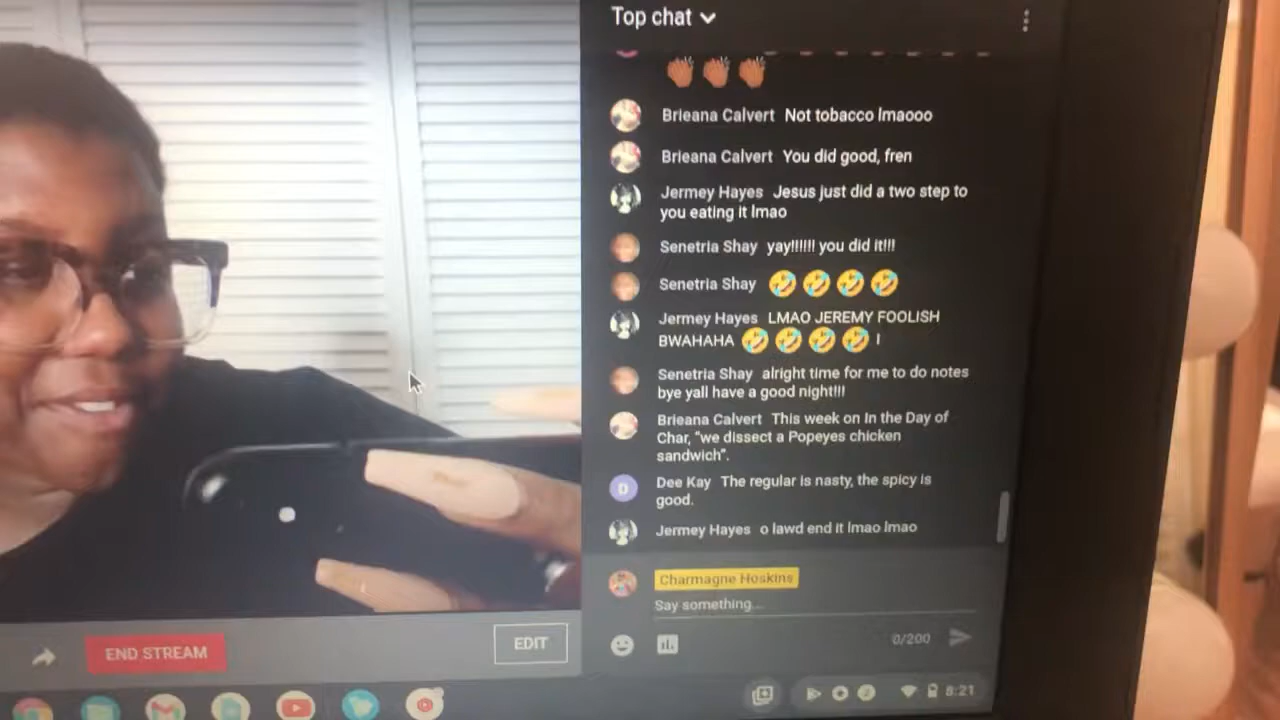 Top chat
Brieana Calvert Not tobacco lmaooo
Brieana Calvert You did good, fren
Jermey Hayes Jesus just did a two step to
you eating it lmao
Senetria Shay yay!!!!!! you did it!!!
Senetria Shay
Jermey Hayes LMAO JEREMY FOOLISH
BWAHAHA
Senetria Shay alright time for me to do notes
bye yall have a good night!!!
Brieana Calvert This week on In the Day of
Char, "we dissect a Popeyes chicken
sandwich".
D
Dee Kay The regular is nasty, the spicy is
good.
Jermey Hayes o lawd end it lmao lmao
Charmagne Hoskins
Say something...
0/200
END STREAM
EDIT
8:21